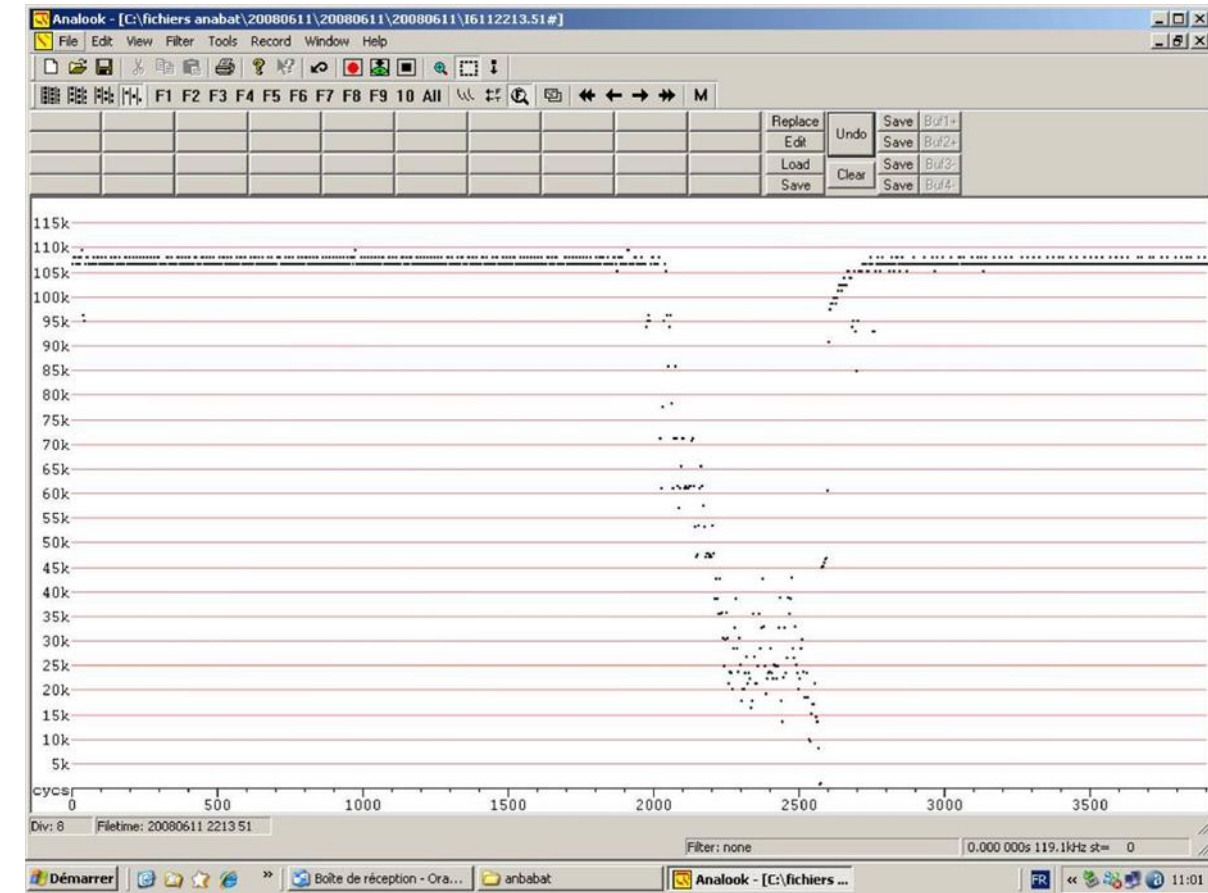 Analook - [C:\fichiers anabat\20080611\20080611\20080611\I6112213.51#]
File Edit View Filter Tools Record Window Help
F1 F2 F3 F4 F5 F6 F7 F8 F9 10 All M
Replace Undo Save Buf1+
Edit Save Buf2+
Load Clear Save Buf3-
Save Save Buf4-
115k
110k
105k
100k
95k
90k
85k
80k
75k
70k
65k
60k
55k
50k
45k
40k
35k
30k
25k
20k
15k
10k
5k
cycs
0 500 1000 1500 2000 2500 3000 3500
Div: 8 Filetime: 20080611 2213 51
Filter: none 0.000 000s 119.1kHz st= 0
Démarrer » Boîte de réception - Ora... anbabat Analook - [C:\fichiers ... FR « 11:01